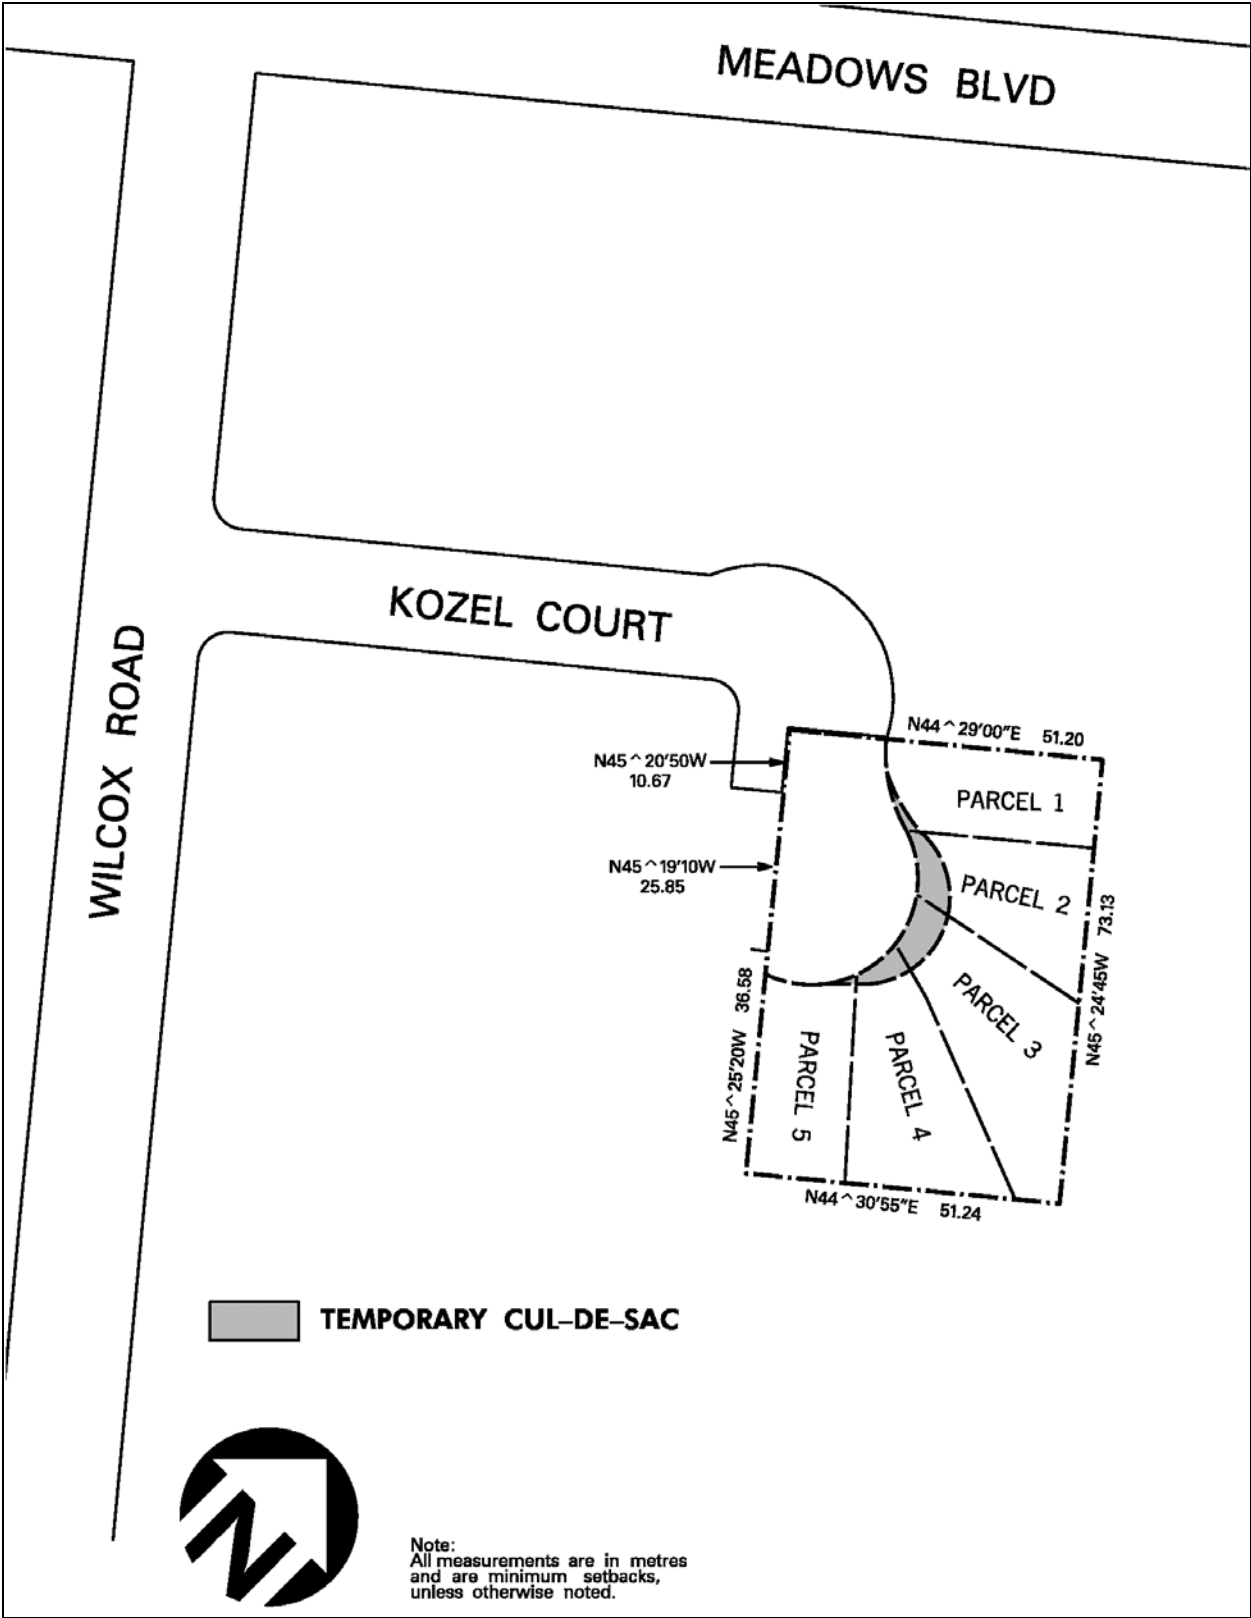 MEADOWS BLVD
KOZEL COURT
WILCOX ROAD
N44^29'00"E 51.20
N45^20'50W
10.67
PARCEL 1
N45^19'10W
25.85
PARCEL 2
N45^24'45W 73.13
PARCEL 3
N45^25'20W 36.58
PARCEL 5
PARCEL 4
N44^30'55"E 51.24
TEMPORARY CUL–DE–SAC
N
Note:
All measurements are in metres
and are minimum setbacks,
unless otherwise noted.